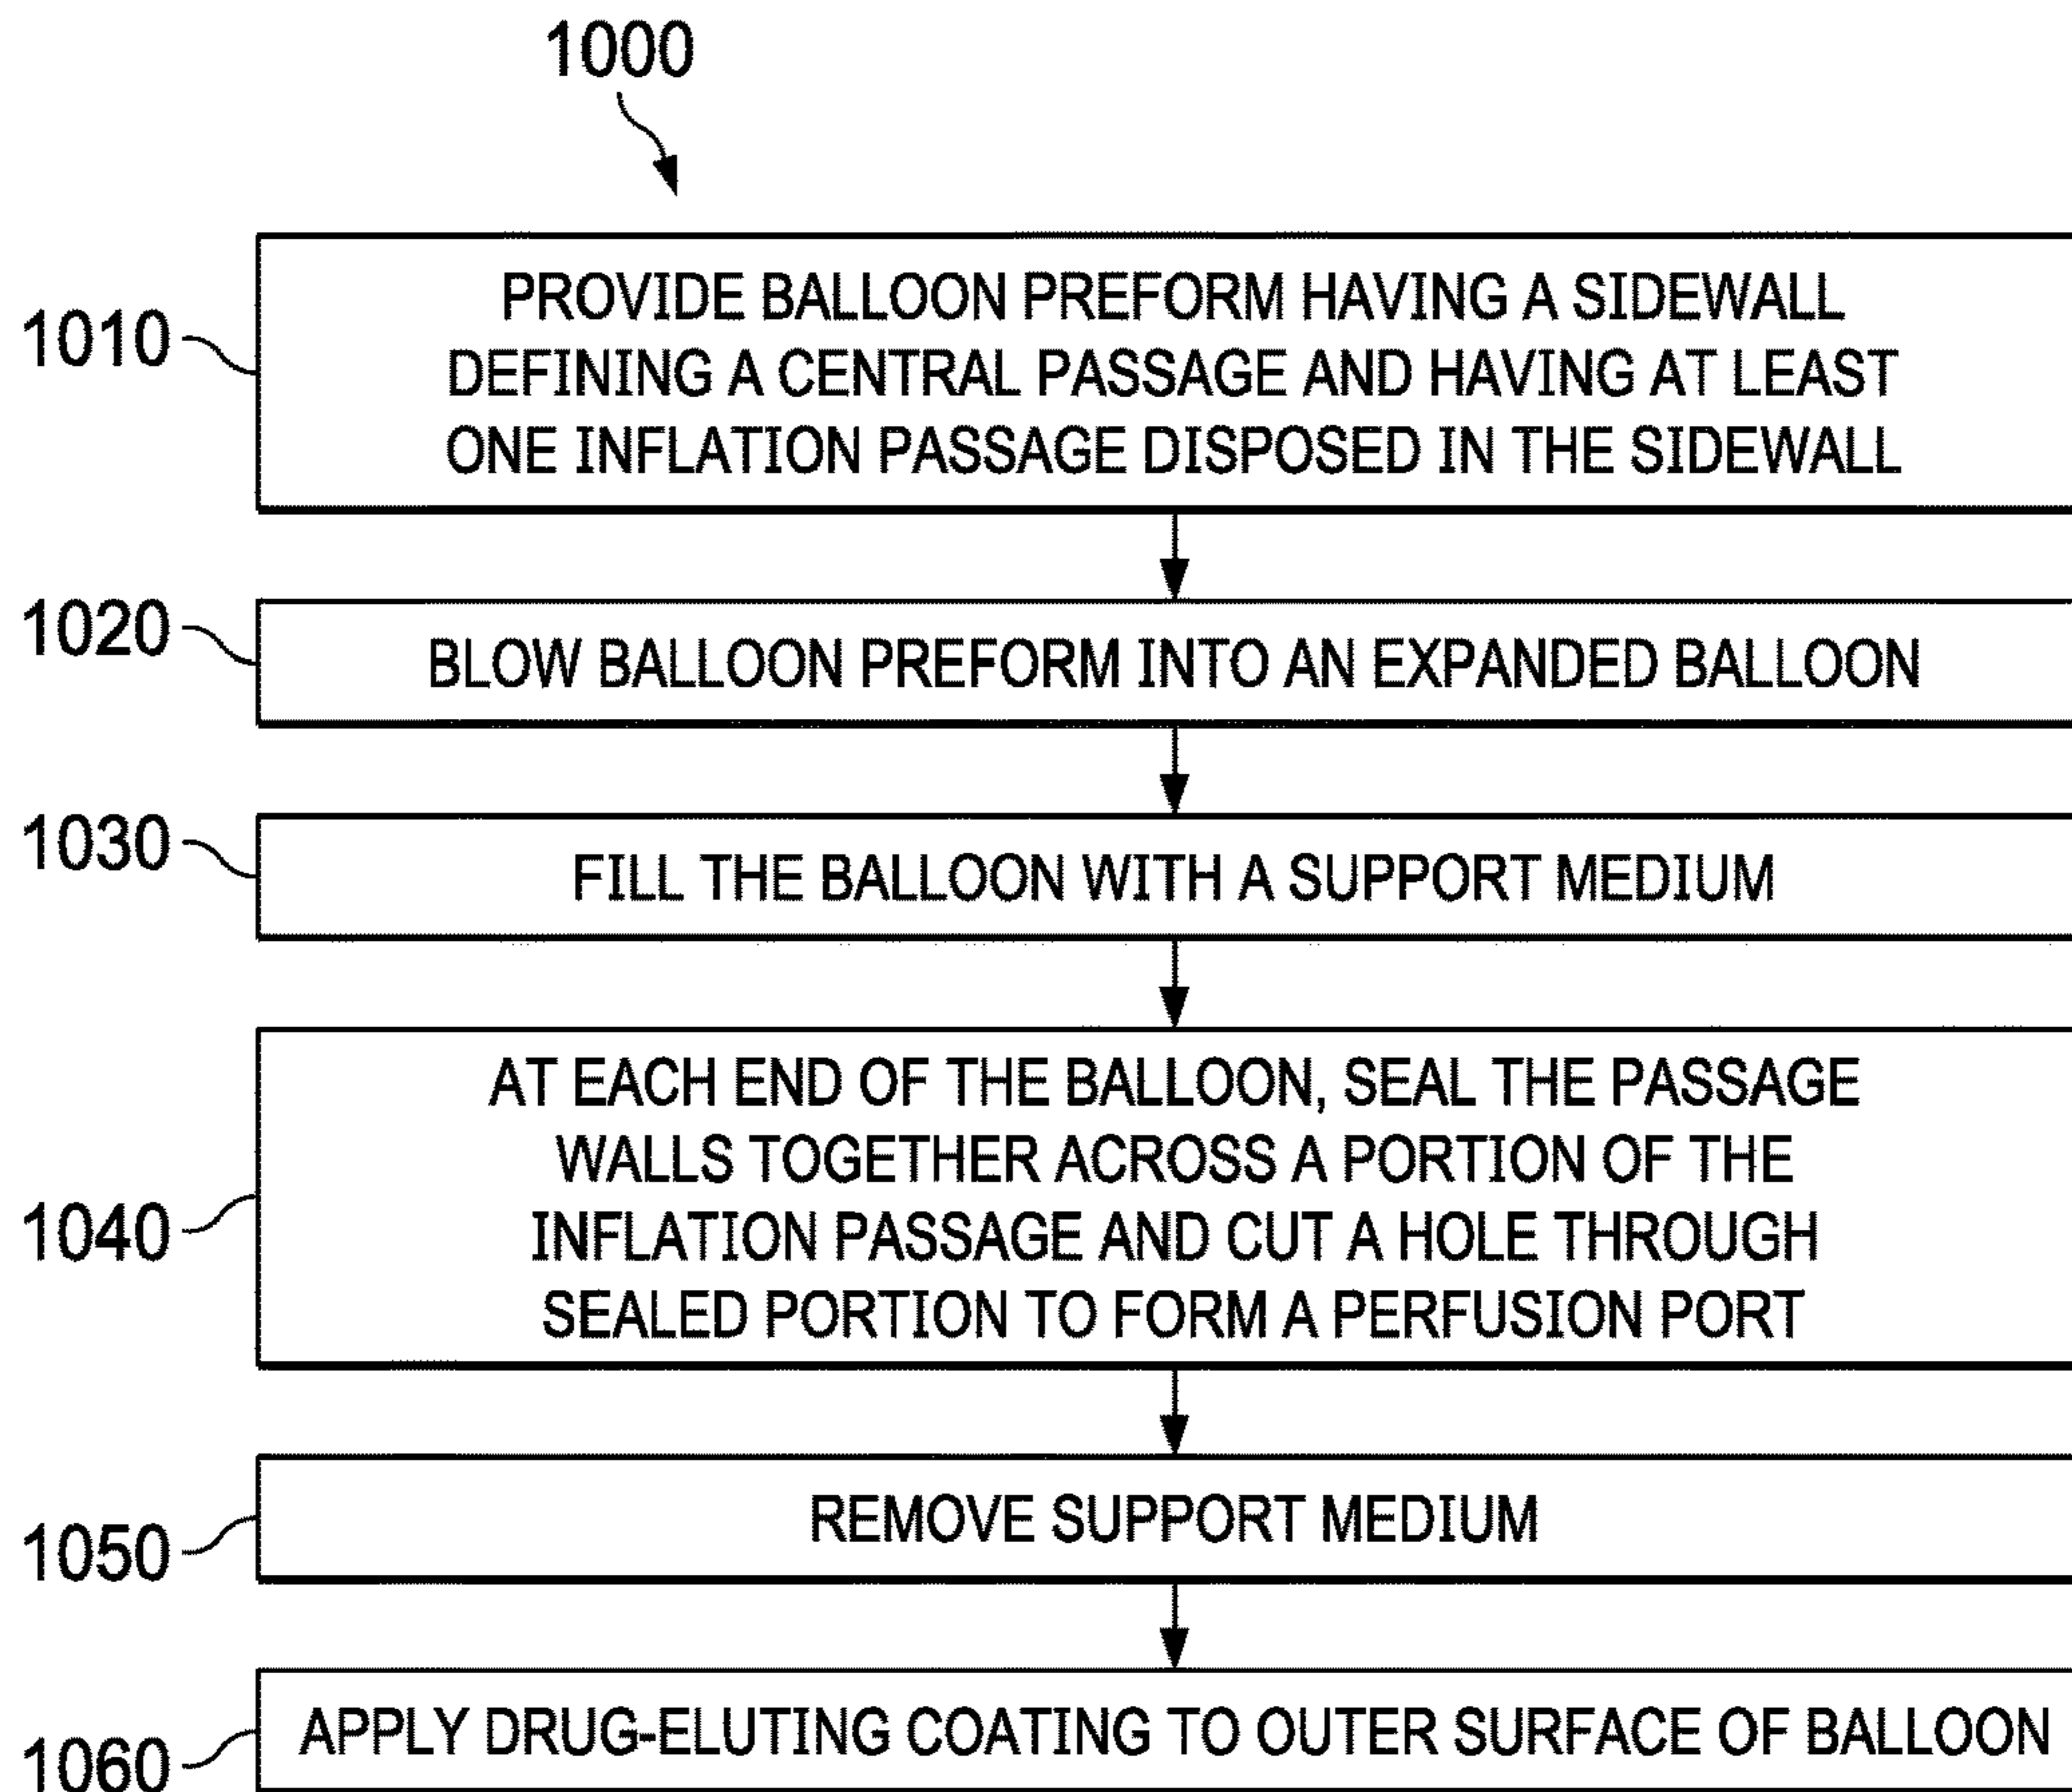 1000
1010
PROVIDE BALLOON PREFORM HAVING A SIDEWALL
DEFINING A CENTRAL PASSAGE AND HAVING AT LEAST
ONE INFLATION PASSAGE DISPOSED IN THE SIDEWALL
1020
BLOW BALLOON PREFORM INTO AN EXPANDED BALLOON
1030
FILL THE BALLOON WITH A SUPPORT MEDIUM
1040
AT EACH END OF THE BALLOON, SEAL THE PASSAGE
WALLS TOGETHER ACROSS A PORTION OF THE
INFLATION PASSAGE AND CUT A HOLE THROUGH
SEALED PORTION TO FORM A PERFUSION PORT
1050
REMOVE SUPPORT MEDIUM
1060
APPLY DRUG-ELUTING COATING TO OUTER SURFACE OF BALLOON